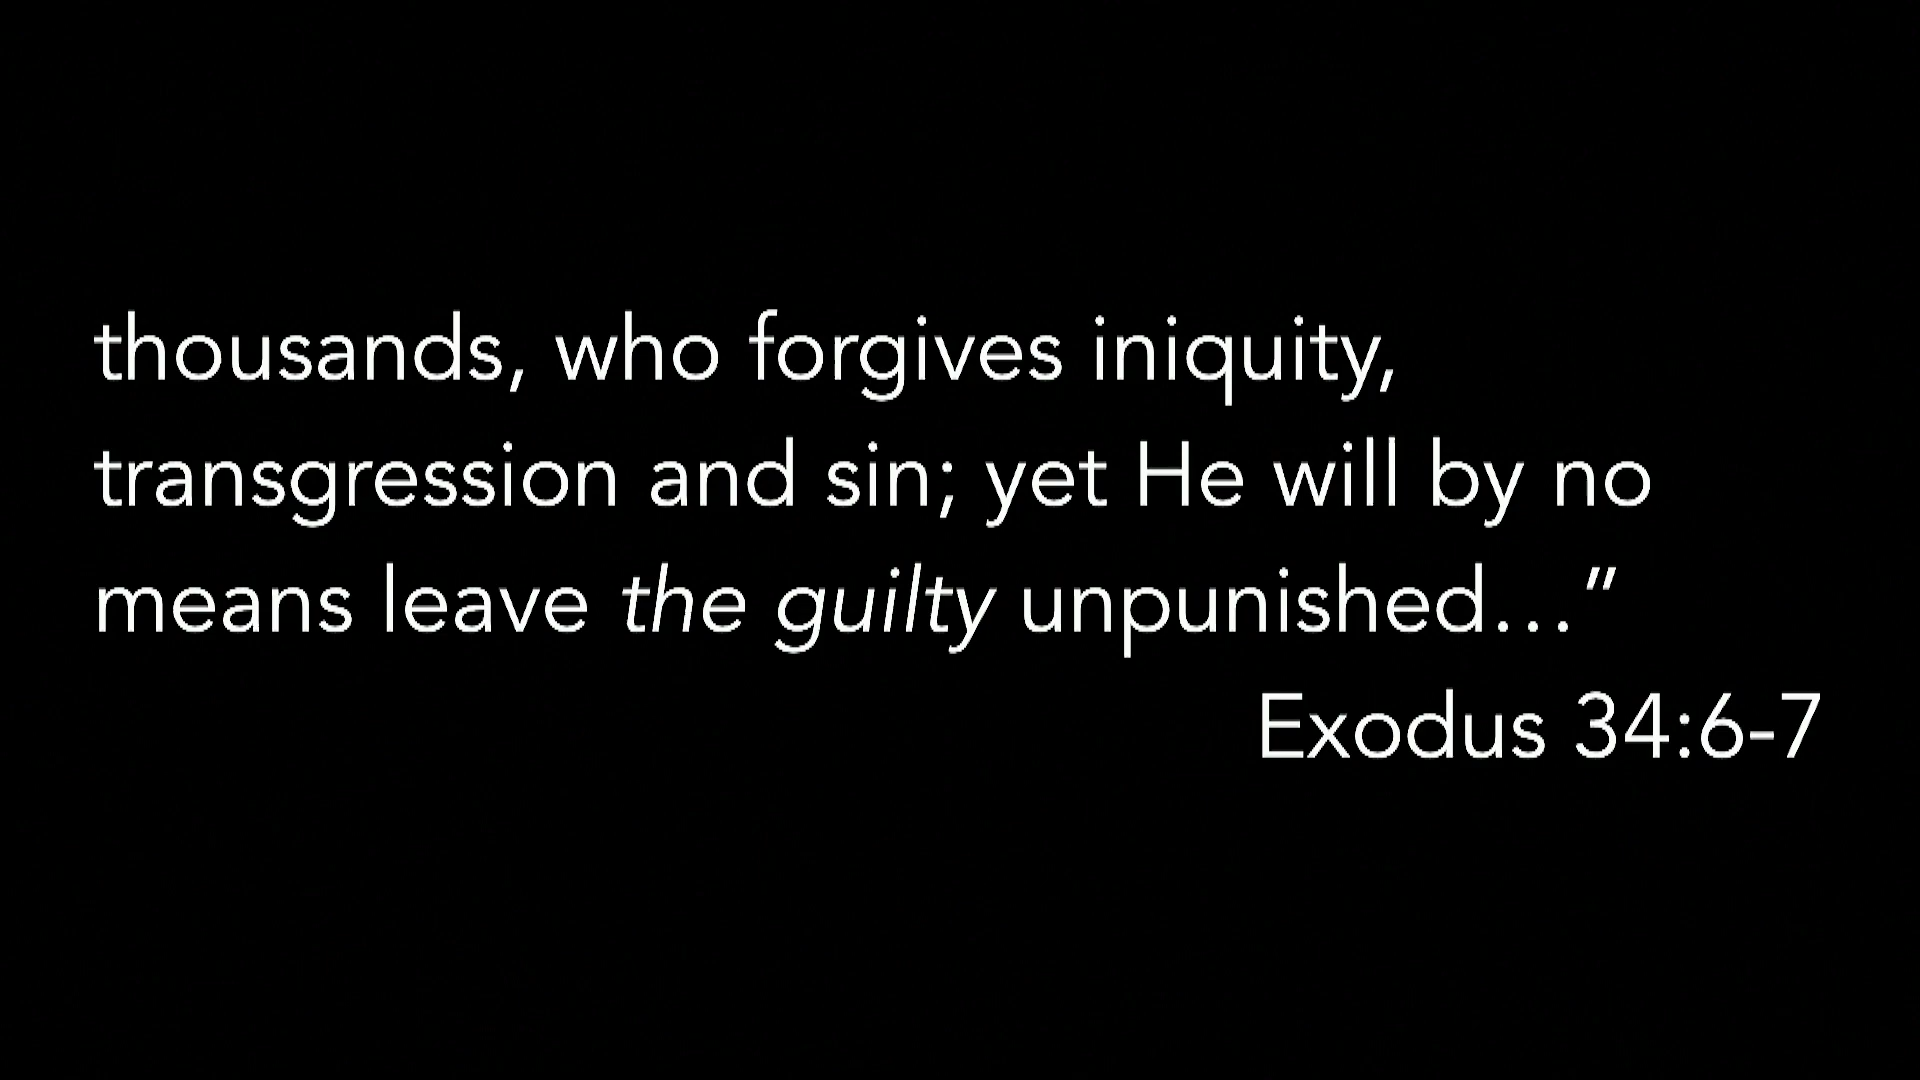 thousands, who forgives iniquity,
transgression and sin; yet He will by no
means leave the guilty unpunished…”
Exodus 34:6-7